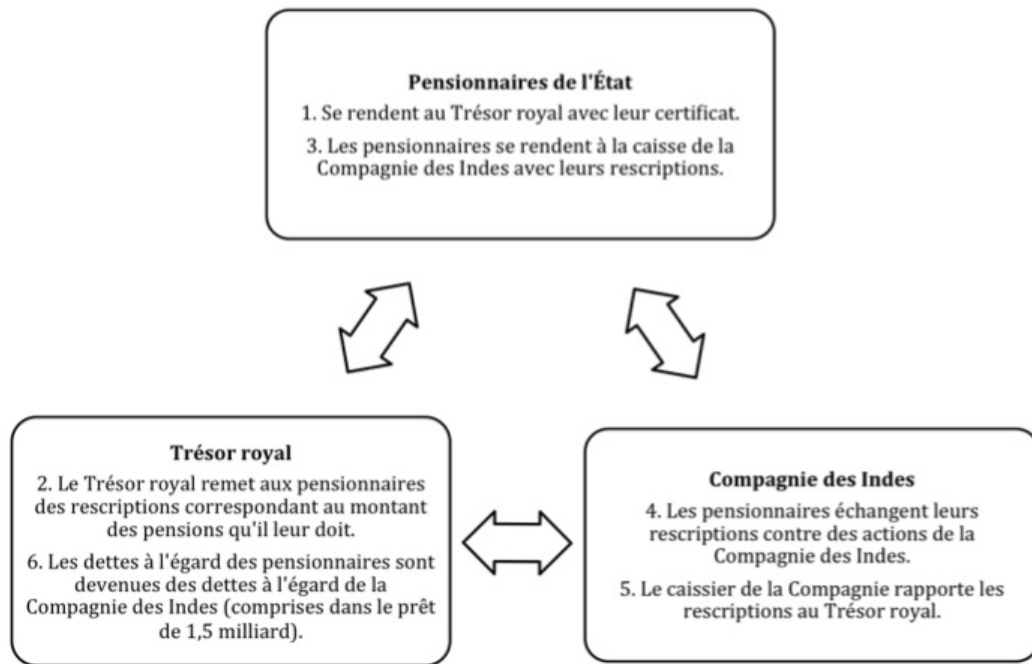 Pensionnaires de l'État
1. Se rendent au Trésor royal avec leur certificat.
3. Les pensionnaires se rendent à la caisse de la
Compagnie des Indes avec leurs rescriptions.
Trésor royal
2. Le Trésor royal remet aux pensionnaires
des rescriptions correspondant au montant
des pensions qu'il leur doit.
6. Les dettes à l'égard des pensionnaires sont
devenues des dettes à l'égard de la
Compagnie des Indes (comprises dans le prêt
de 1,5 milliard).
Compagnie des Indes
4. Les pensionnaires échangent leurs
rescriptions contre des actions de la
Compagnie des Indes.
5. Le caissier de la Compagnie rapporte les
rescriptions au Trésor royal.